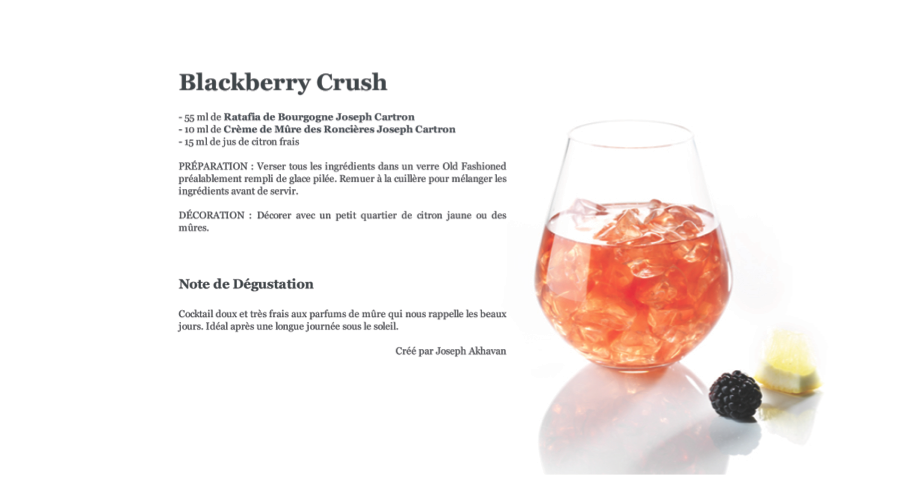 Blackberry Crush
- 55 ml de Ratafia de Bourgogne Joseph Cartron
- 10 ml de Crème de Mûre des Roncières Joseph Cartron
- 15 ml de jus de citron frais
PRÉPARATION : Verser tous les ingrédients dans un verre Old Fashioned
préalablement rempli de glace pilée. Remuer à la cuillère pour mélanger les
ingrédients avant de servir.
DÉCORATION : Décorer avec un petit quartier de citron jaune ou des
mûres.
Note de Dégustation
Cocktail doux et très frais aux parfums de mûre qui nous rappelle les beaux
jours. Idéal après une longue journée sous le soleil.
Créé par Joseph Akhavan